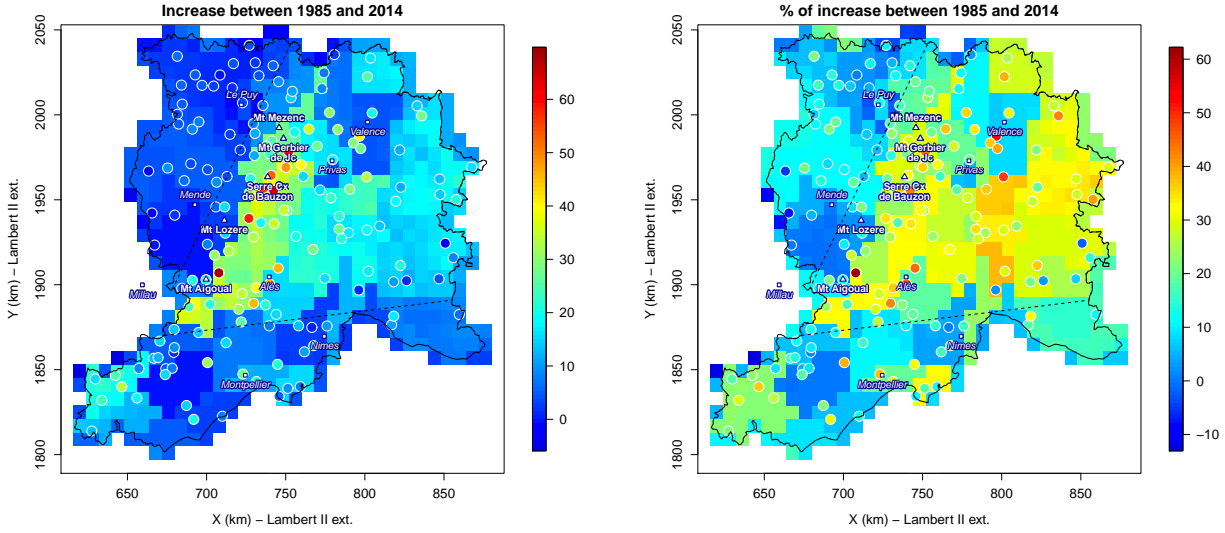 Increase between 1985 and 2014
Y (km) − Lambert II ext.
2050
2000
1950
1900
1850
1800
Le Puy
Mt Mezenc
Valence
Mt Gerbier
de Jc
Privas
Serre Cx
de Bauzon
Mende
Mt Lozere
Millau
Mt Aigoual
Alès
Nimes
Montpellier
650 700 750 800 850
X (km) − Lambert II ext.
60
50
40
30
20
10
0
% of increase between 1985 and 2014
Y (km) − Lambert II ext.
2050
2000
1950
1900
1850
1800
Le Puy
Mt Mezenc
Valence
Mt Gerbier
de Jc
Privas
Serre Cx
de Bauzon
Mende
Mt Lozere
Millau
Mt Aigoual
Alès
Nimes
Montpellier
650 700 750 800 850
X (km) − Lambert II ext.
60
50
40
30
20
10
0
−10